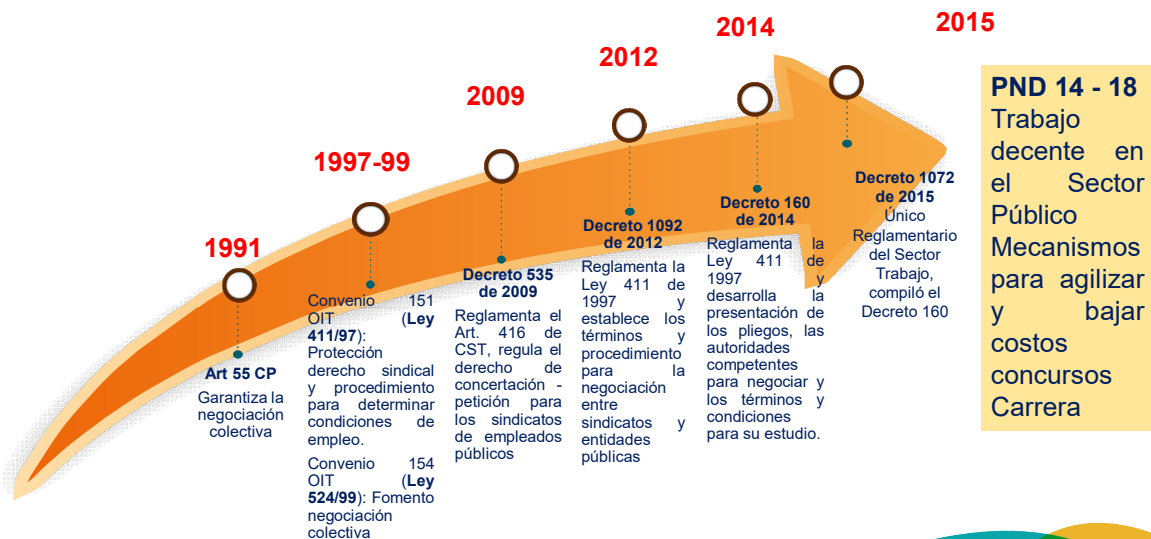 1991
Art 55 CP
Garantiza la
negociación
colectiva
1997-99
Convenio 151
OIT (Ley
411/97):
Protección
derecho sindical
y procedimiento
para determinar
condiciones de
empleo.
Convenio 154
OIT (Ley
524/99): Fomento
negociación
colectiva
2009
Decreto 535
de 2009
Reglamenta el
Art. 416 de
CST, regula el
derecho de
concertación -
petición para
los sindicatos
de empleados
públicos
2012
Decreto 1092
de 2012
Reglamenta la
Ley 411 de
1997 y
establece los
términos y
procedimiento
para la
negociación
entre
sindicatos y
entidades
públicas
2014
Decreto 160
de 2014
Reglamenta la
Ley 411 de
1997 y
desarrolla la
presentación de
los pliegos, las
autoridades
competentes
para negociar y
los términos y
condiciones
para su estudio.
2015
Decreto 1072
de 2015
Único
Reglamentario
del Sector
Trabajo,
compiló el
Decreto 160
PND 14 - 18
Trabajo
decente en
el Sector
Público
Mecanismos
para agilizar
y bajar
costos
concursos
Carrera